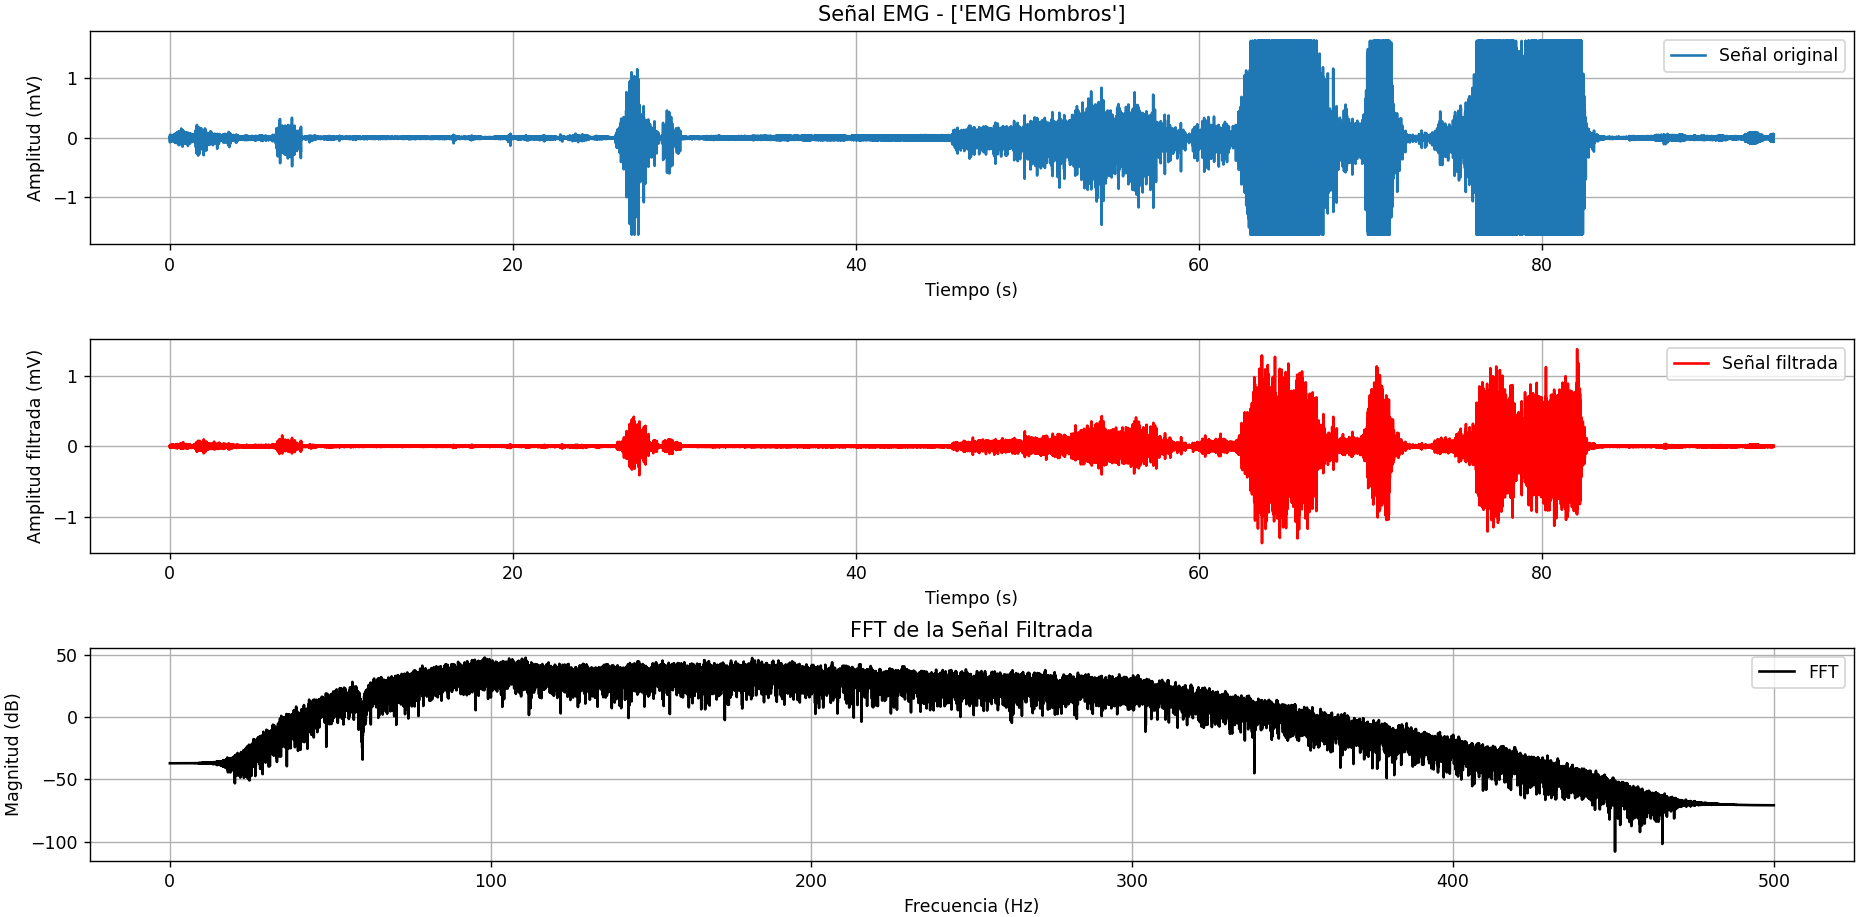 Señal EMG - ['EMG Hombros']
Amplitud (mV)
1
0
−1
Señal original
0 20 40 60 80
Tiempo (s)
Amplitud filtrada (mV)
1
0
−1
Señal filtrada
0 20 40 60 80
Tiempo (s)
FFT de la Señal Filtrada
Magnitud (dB)
50
0
−50
−100
FFT
0 100 200 300 400 500
Frecuencia (Hz)